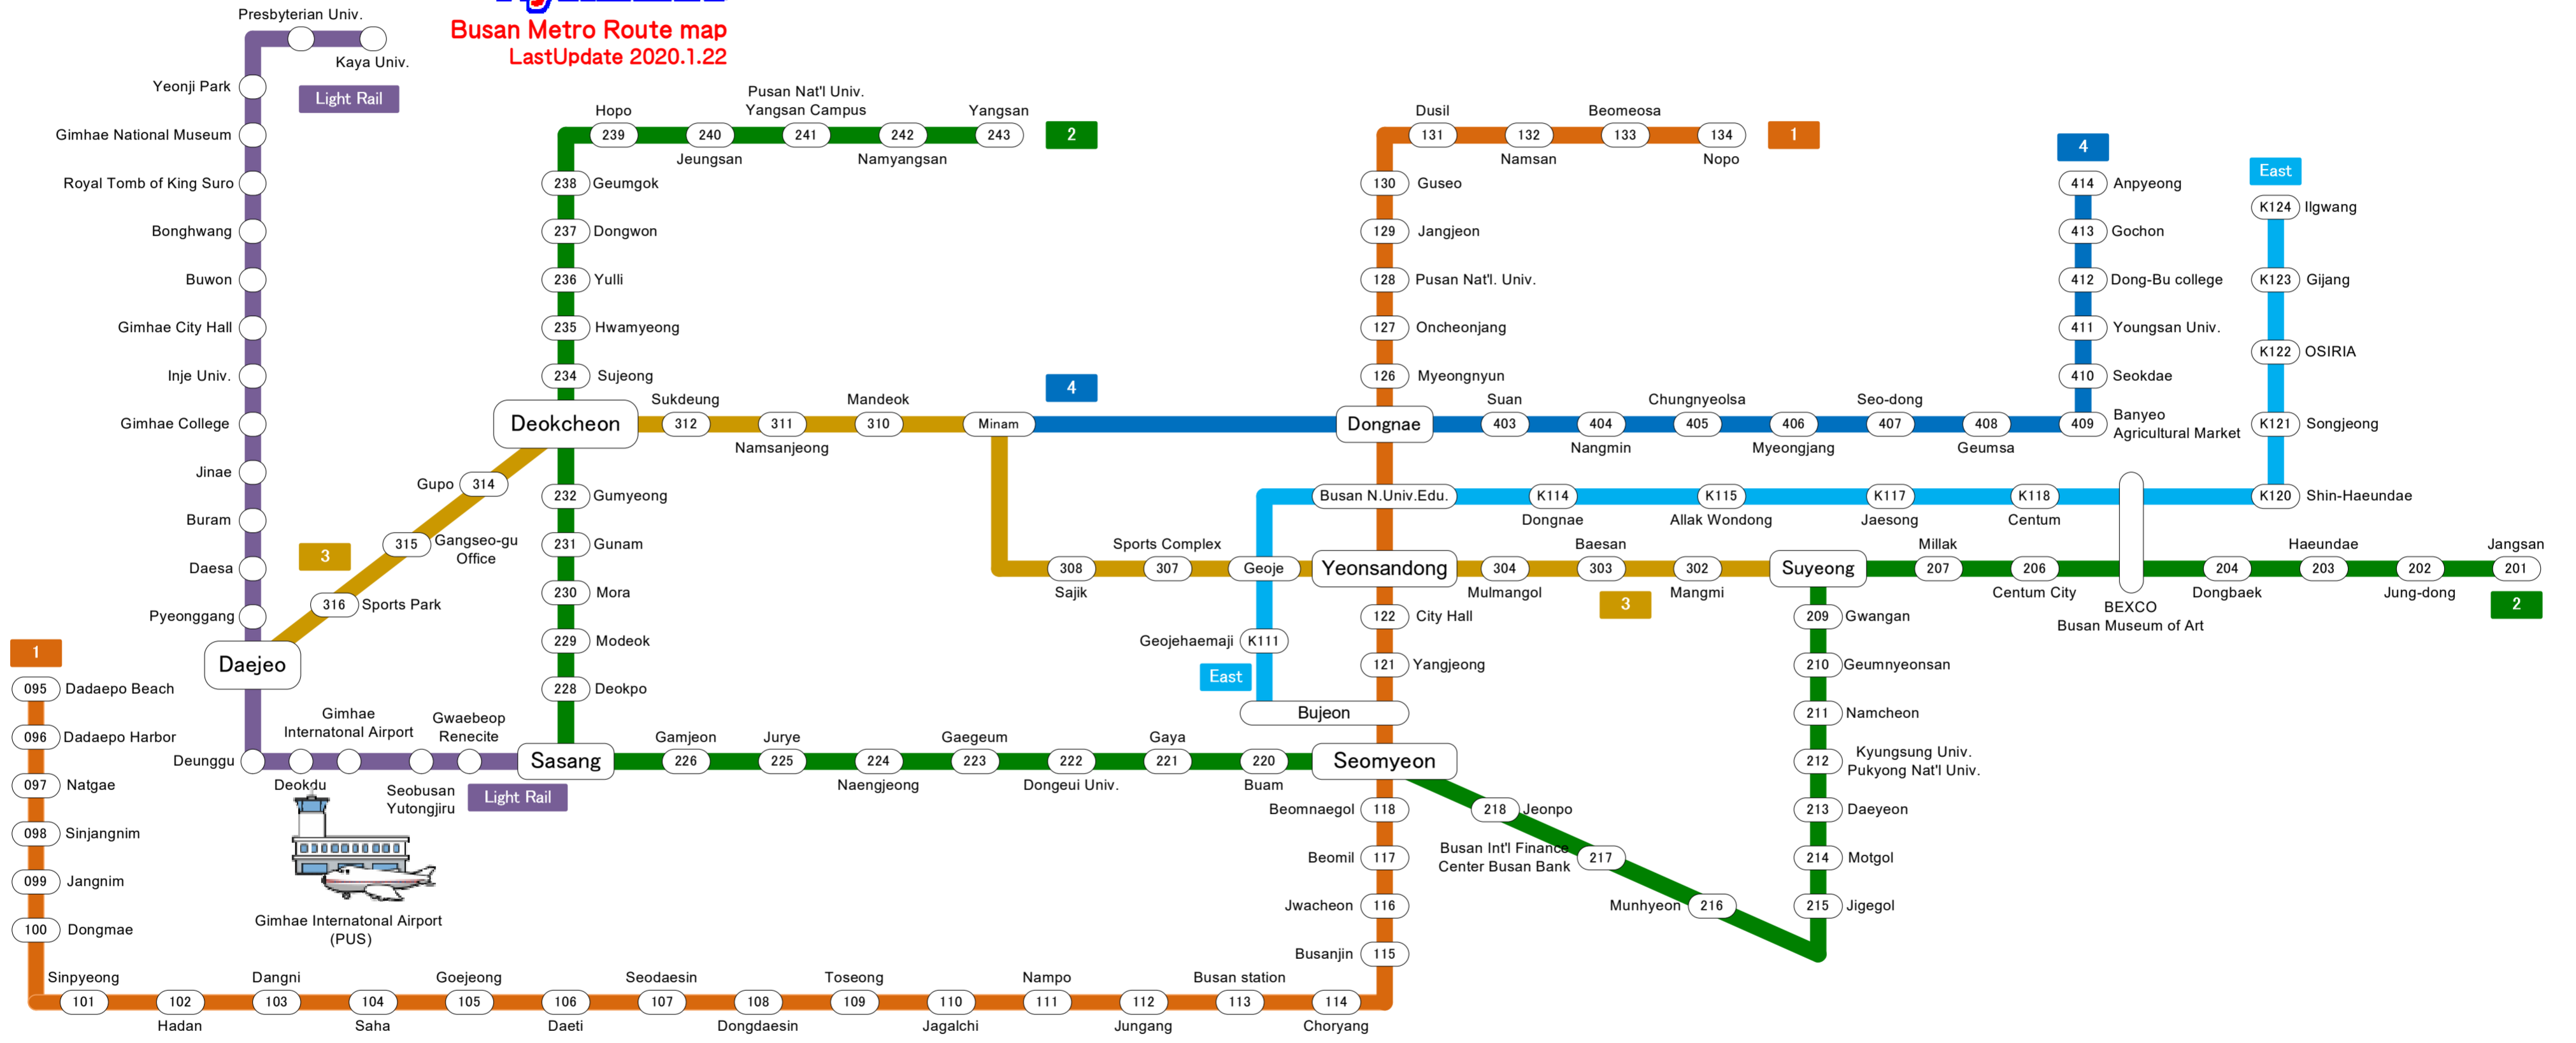 Busan Metro Route map
LastUpdate 2020.1.22
Presbyterian Univ.
Kaya Univ.
Light Rail
Yeonji Park
Gimhae National Museum
Royal Tomb of King Suro
Bonghwang
Buwon
Gimhae City Hall
Inje Univ.
Gimhae College
Jinae
Buram
Daesa
Pyeonggang
Daejeo
Deunggu
Deokdu
Gimhae
Internatonal Airport
Seobusan
Yutongjiru
Gwaebeop
Renecite
Light Rail
Sasang
Gimhae Internatonal Airport
(PUS)
2
243 Yangsan
242 Namyangsan
241 Pusan Nat'l Univ.
Yangsan Campus
240 Jeungsan
239 Hopo
238 Geumgok
237 Dongwon
236 Yulli
235 Hwamyeong
234 Sujeong
Deokcheon
232 Gumyeong
231 Gunam
230 Mora
229 Modeok
228 Deokpo
226 Gamjeon
225 Jurye
224 Naengjeong
223 Gaegeum
222 Dongeui Univ.
221 Gaya
220 Buam
Seomyeon
218 Jeonpo
217 Busan Int'l Finance
Center Busan Bank
216 Munhyeon
215 Jigegol
214 Motgol
213 Daeyeon
212 Kyungsung Univ.
Pukyong Nat'l Univ.
211 Namcheon
210 Geumnyeonsan
209 Gwangan
Suyeong
207 Millak
206 Centum City
BEXCO
Busan Museum of Art
204 Dongbaek
203 Haeundae
202 Jung-dong
201 Jangsan
2
3
316 Sports Park
315 Gangseo-gu
Office
314 Gupo
312 Sukdeung
311 Namsanjeong
310 Mandeok
Minam
308 Sajik
307 Sports Complex
Geoje
Yeonsandong
304 Mulmangol
303 Baesan
302 Mangmi
3
4
Dongnae
403 Suan
404 Nangmin
405 Chungnyeolsa
406 Myeongjang
407 Seo-dong
408 Geumsa
409 Banyeo
Agricultural Market
410 Seokdae
411 Youngsan Univ.
412 Dong-Bu college
413 Gochon
414 Anpyeong
4
East
K124 Ilgwang
K123 Gijang
K122 OSIRIA
K121 Songjeong
K120 Shin-Haeundae
K118 Centum
K117 Jaesong
K115 Allak Wondong
K114 Dongnae
Busan N.Univ.Edu.
K111 Geojehaemaji
East
Bujeon
1
134 Nopo
133 Beomeosa
132 Namsan
131 Dusil
130 Guseo
129 Jangjeon
128 Pusan Nat'l. Univ.
127 Oncheonjang
126 Myeongnyun
122 City Hall
121 Yangjeong
118 Beomnaegol
117 Beomil
116 Jwacheon
115 Busanjin
114 Choryang
113 Busan station
112 Jungang
111 Nampo
110 Jagalchi
109 Toseong
108 Dongdaesin
107 Seodaesin
106 Daeti
105 Goejeong
104 Saha
103 Dangni
102 Hadan
101 Sinpyeong
100 Dongmae
099 Jangnim
098 Sinjangnim
097 Natgae
096 Dadaepo Harbor
095 Dadaepo Beach
1